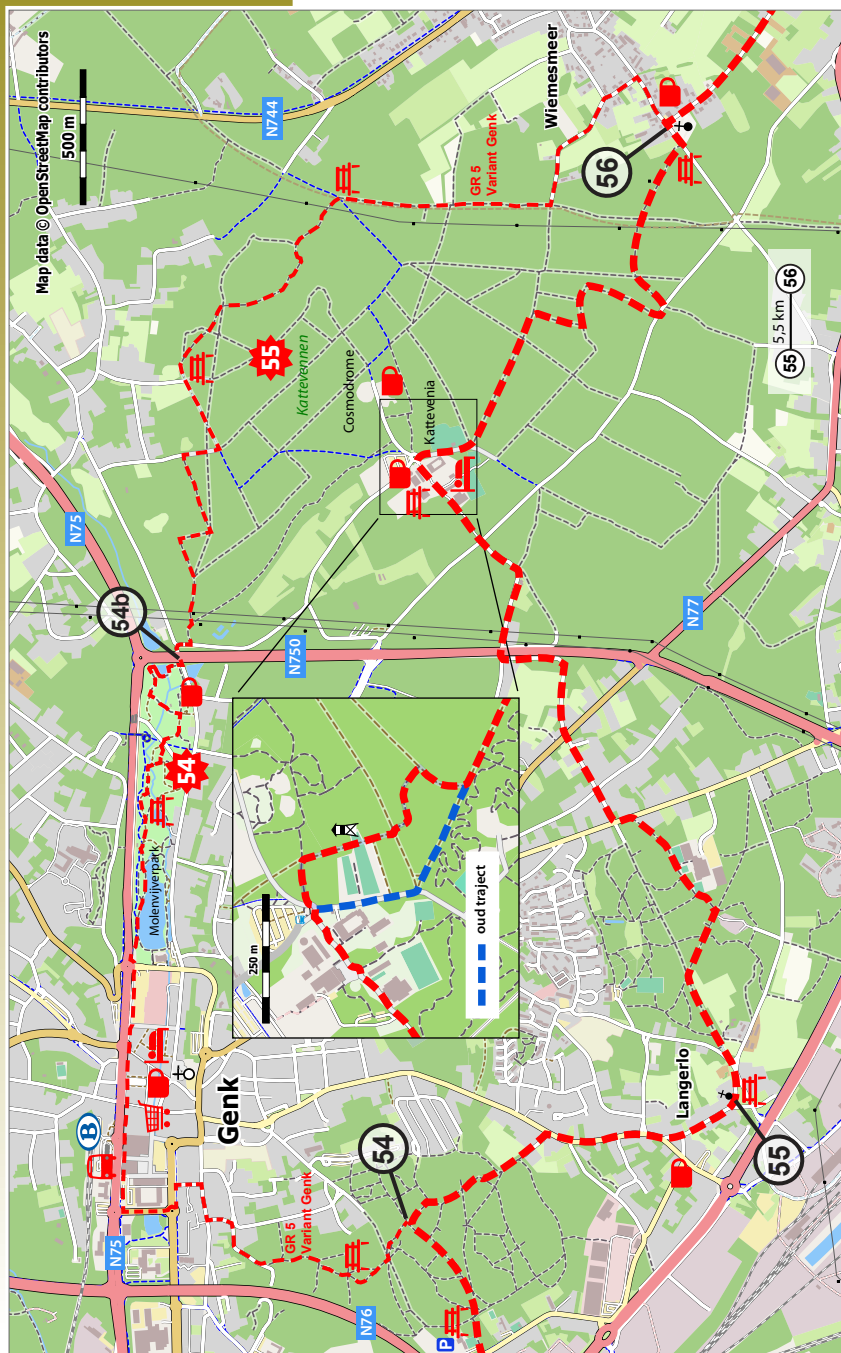 Map data © OpenStreetMap contributors
500 m
N744
Wiemesmeer
56
GR 5
Variant Genk
55
Kattevennen
Cosmodrome
Kattevenia
55 5,5 km 56
N75
54b
N750
N77
54
Molenvijverpark
250 m
oud traject
Genk
B
N75
GR 5
Variant Genk
54
Langerlo
55
N76
P